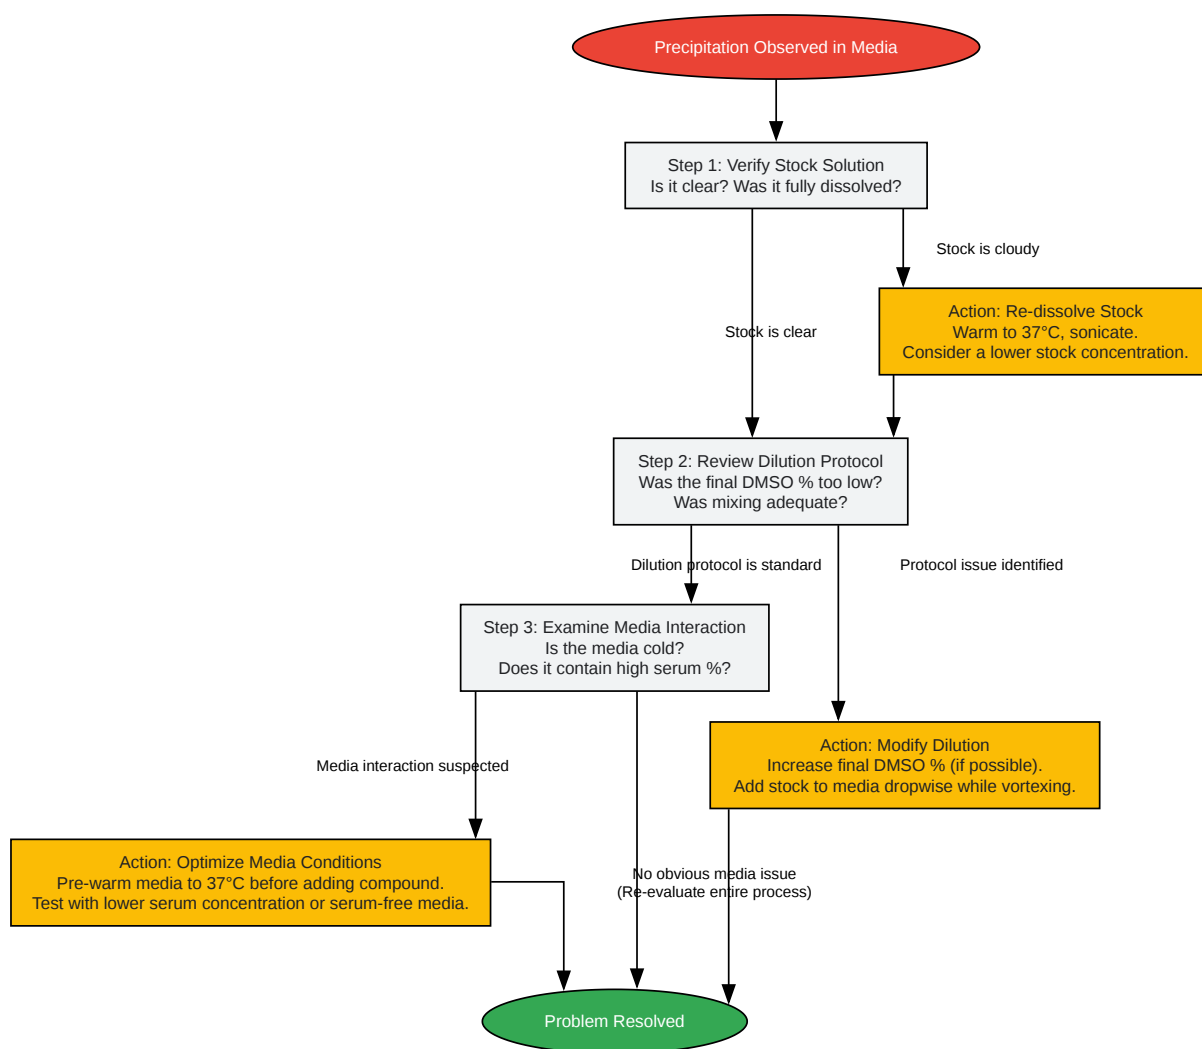 Precipitation Observed in Media
Step 1: Verify Stock Solution
Is it clear? Was it fully dissolved?
Stock is cloudy
Action: Re-dissolve Stock
Warm to 37°C, sonicate.
Consider a lower stock concentration.
Stock is clear
Step 2: Review Dilution Protocol
Was the final DMSO % too low?
Was mixing adequate?
Dilution protocol is standard
Protocol issue identified
Step 3: Examine Media Interaction
Is the media cold?
Does it contain high serum %?
Action: Modify Dilution
Increase final DMSO % (if possible).
Add stock to media dropwise while vortexing.
Media interaction suspected
Action: Optimize Media Conditions
Pre-warm media to 37°C before adding compound.
Test with lower serum concentration or serum-free media.
No obvious media issue
(Re-evaluate entire process)
Problem Resolved